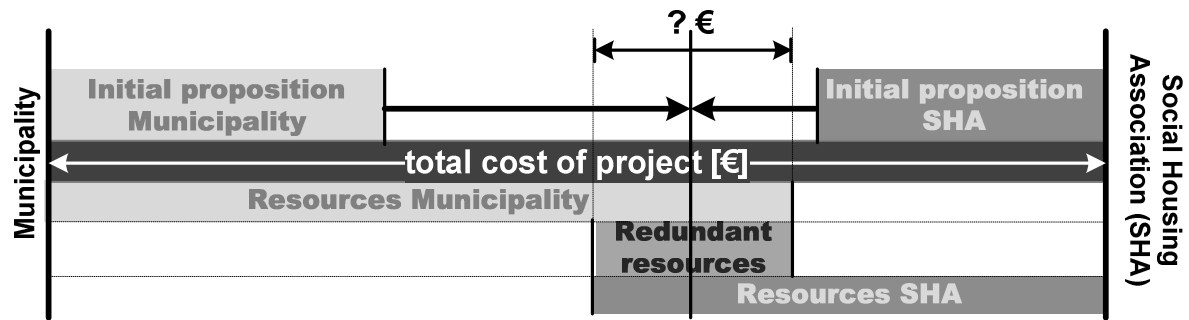 ? €
Municipality
Initial proposition
Municipality
Initial proposition
SHA
Social Housing
Association (SHA)
total cost of project [€]
Resources Municipality
Redundant
resources
Resources SHA